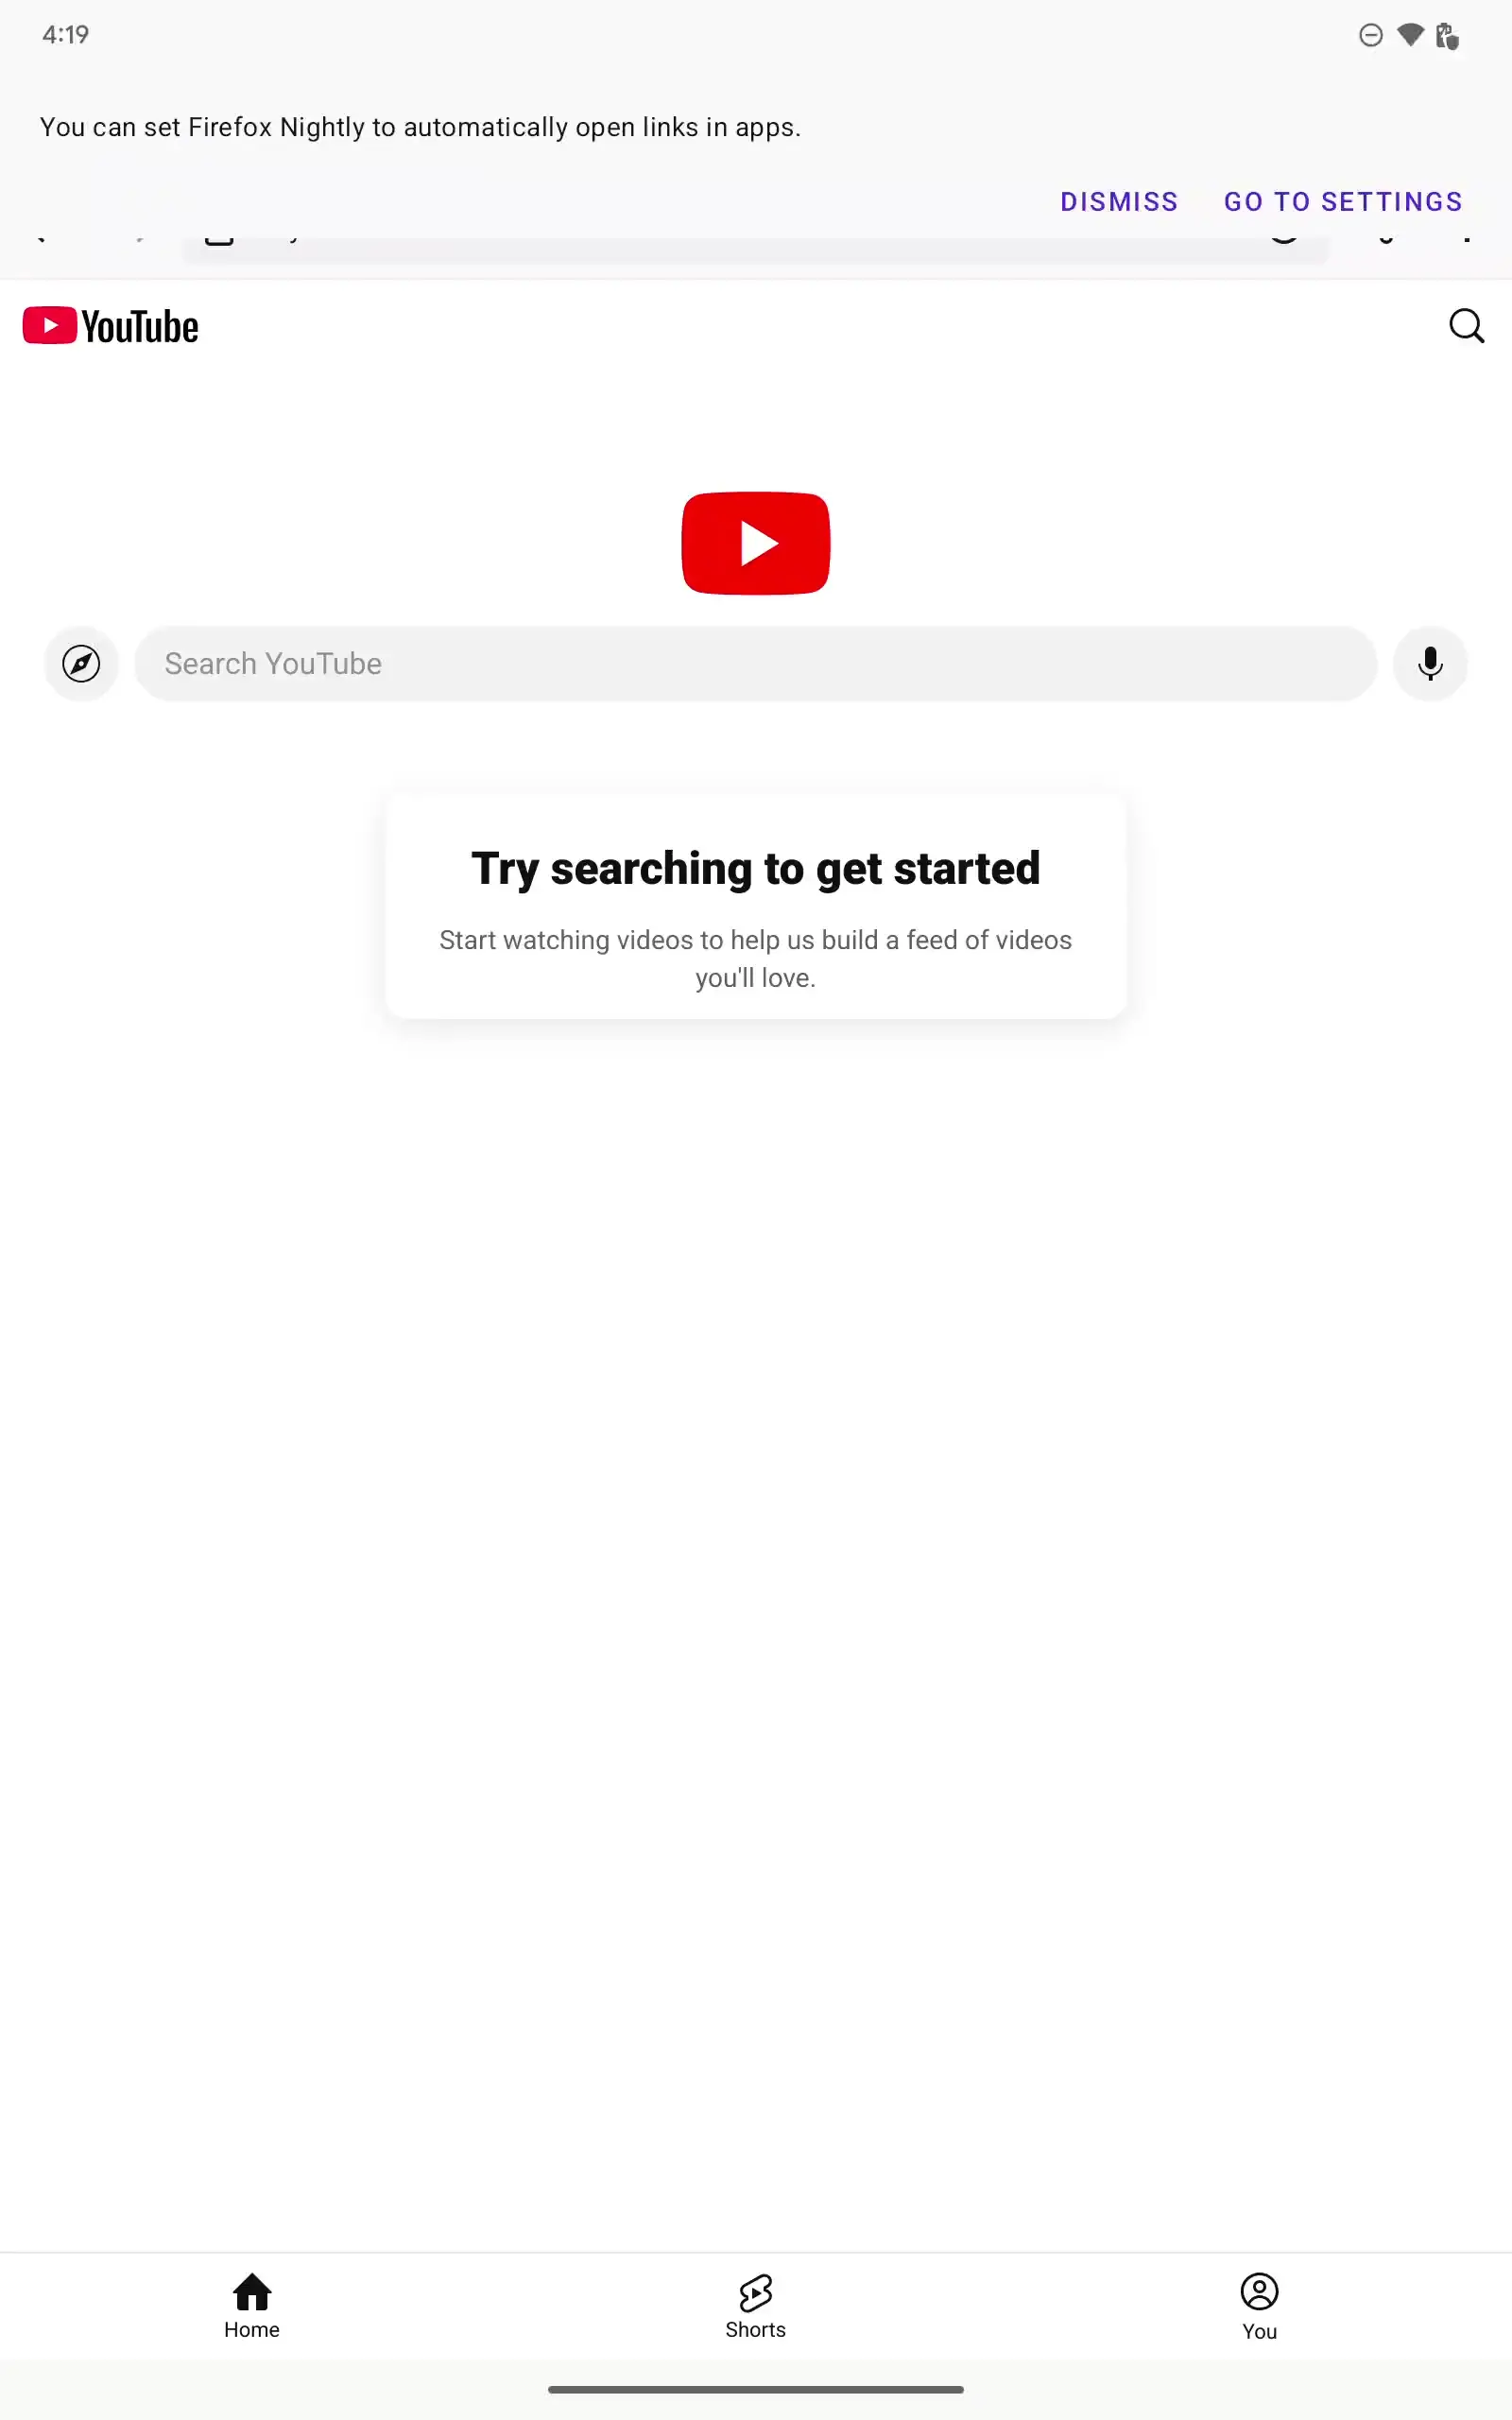 4:19
You can set Firefox Nightly to automatically open links in apps.
DISMISS GO TO SETTINGS
YouTube
Search YouTube
Try searching to get started
Start watching videos to help us build a feed of videos
you'll love.
Home Shorts You